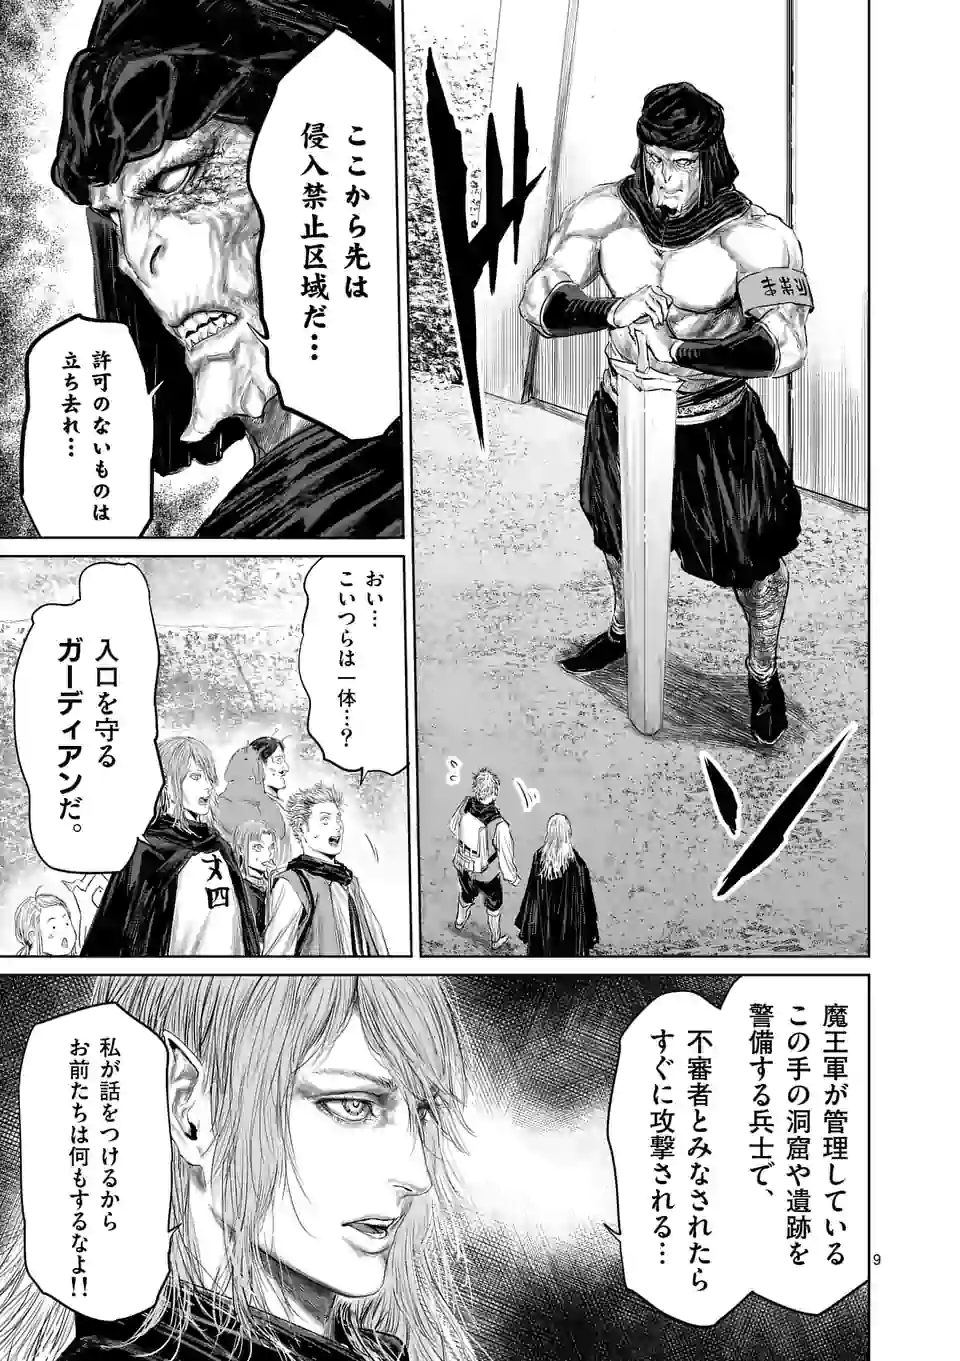 ザッ
ここから先は
侵入禁止区域だ…
許可のないものは
立ち去れ…
おい…
こいつらは一体…?
入口を守る
ガーディアンだ。
又四
魔王軍が管理している
この手の洞窟や遺跡を
警備する兵士で、
不審者とみなされたら
すぐに攻撃される…
私が話をつけるから
お前たちは何もするなよ!!
9